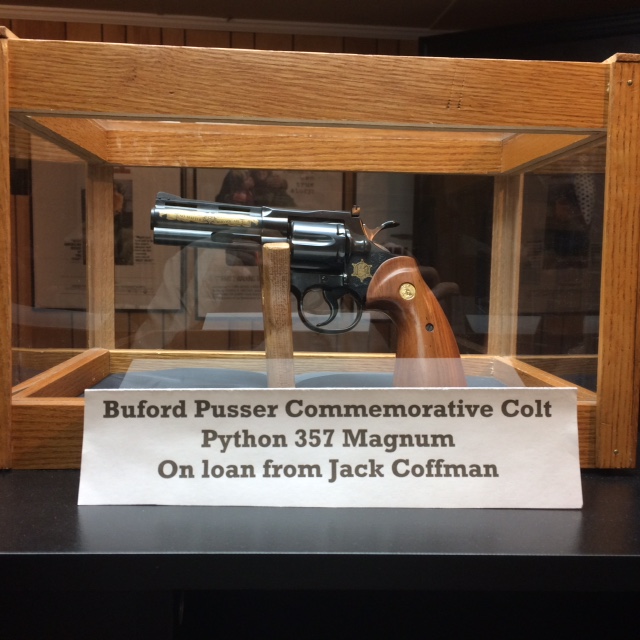 Buford Pusser Commemorative Colt
Python 357 Magnum
On loan from Jack Coffman